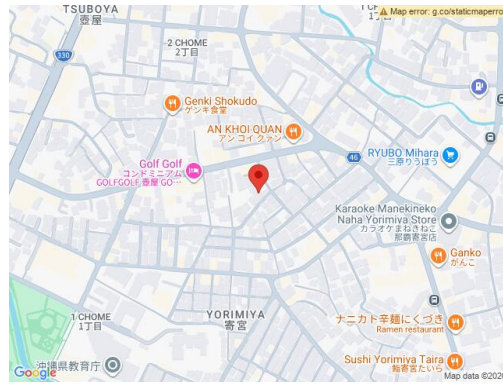 TSUBOYA
壺屋
1丁目
Map error: g.co/staticmaperro
2 CHOME
2丁目
330
Genki Shokudo
ゲンキ食堂
AN KHOI QUAN
アン コイ クァン
46
RYUBO Mihara
三原りうぼう
Golf Golf
コンドミニアム
GOLFGOLF 壺屋 GO…
Karaoke Manekineko
Naha Yorimiya Store
カラオケまねきねこ
那覇寄宮店
Ganko
がんこ
YORIMIYA
寄宮
1 CHOME
1丁目
ナニカト辛麺にくづき
Ramen restaurant
沖縄県教育庁
Sushi Yorimiya Taira
鮨寄宮たいら
Google
Map data ©202